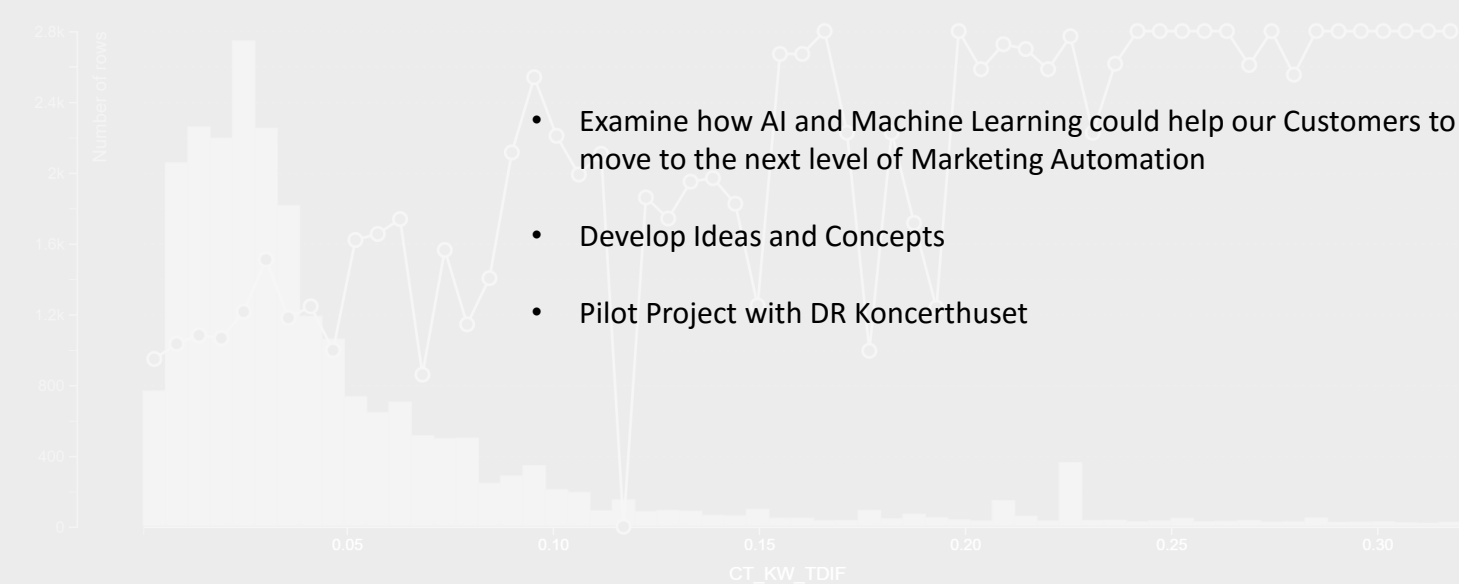 2.8k
2.4k
2k
1.6k
1.2k
800
400
0
Number of rows
• Examine how AI and Machine Learning could help our Customers to
move to the next level of Marketing Automation
• Develop Ideas and Concepts
• Pilot Project with DR Koncerthuset
0.05
0.10
0.15
0.20
0.25
0.30
CT_KW_TDIF